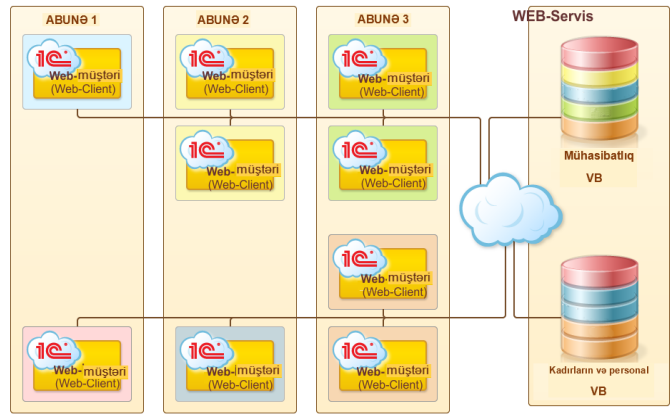 ABUNƏ 1
ABUNƏ 2
ABUNƏ 3
WEB-Servis
1C
Web-müştəri
(Web-Client)
1C
Web-müştəri
(Web-Client)
1C
Web-müştəri
(Web-Client)
1C
Web-müştəri
(Web-Client)
1C
Web-müştəri
(Web-Client)
Mühasibatlıq
VB
1C
Web-müştəri
(Web-Client)
1C
Web-müştəri
(Web-Client)
1C
Web-müştəri
(Web-Client)
1C
Web-müştəri
(Web-Client)
Kadırların və personal
VB